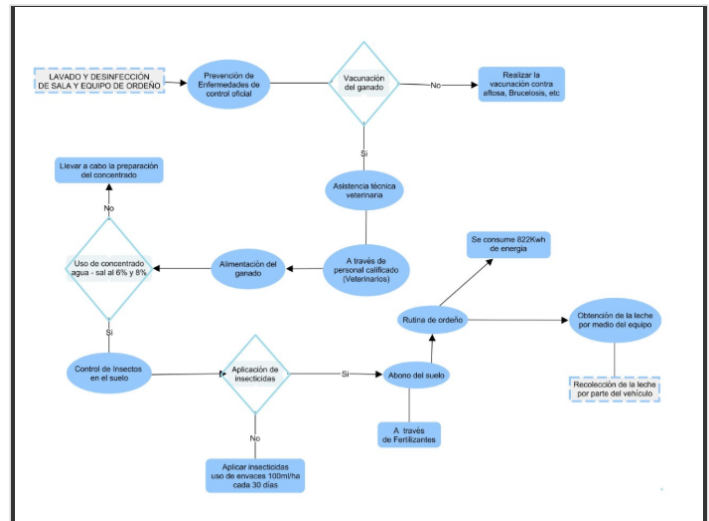 LAVADO Y DESINFECCIÓN
DE SALA Y EQUIPO DE ORDEÑO
Prevención de
Enfermedades de
control oficial
Vacunación
del ganado
No
Realizar la
vacunación contra
aftosa, Brucelosis, etc
Si
Asistencia técnica
veterinaria
A través de
personal calificado
(Veterinarios)
Alimentación del
ganado
Uso de concentrado
agua - sal al 6% y 8%
No
Llevar a cabo la preparación
del concentrado
Si
Control de Insectos
en el suelo
Aplicación de
insecticidas
No
Aplicar insecticidas
uso de envaces 100ml/ha
cada 30 días
Si
Abono del suelo
A través
de Fertilizantes
Rutina de ordeño
Se consume 822Kwh
de energia
Obtención de la leche
por medio del equipo
Recolección de la leche
por parte del vehículo